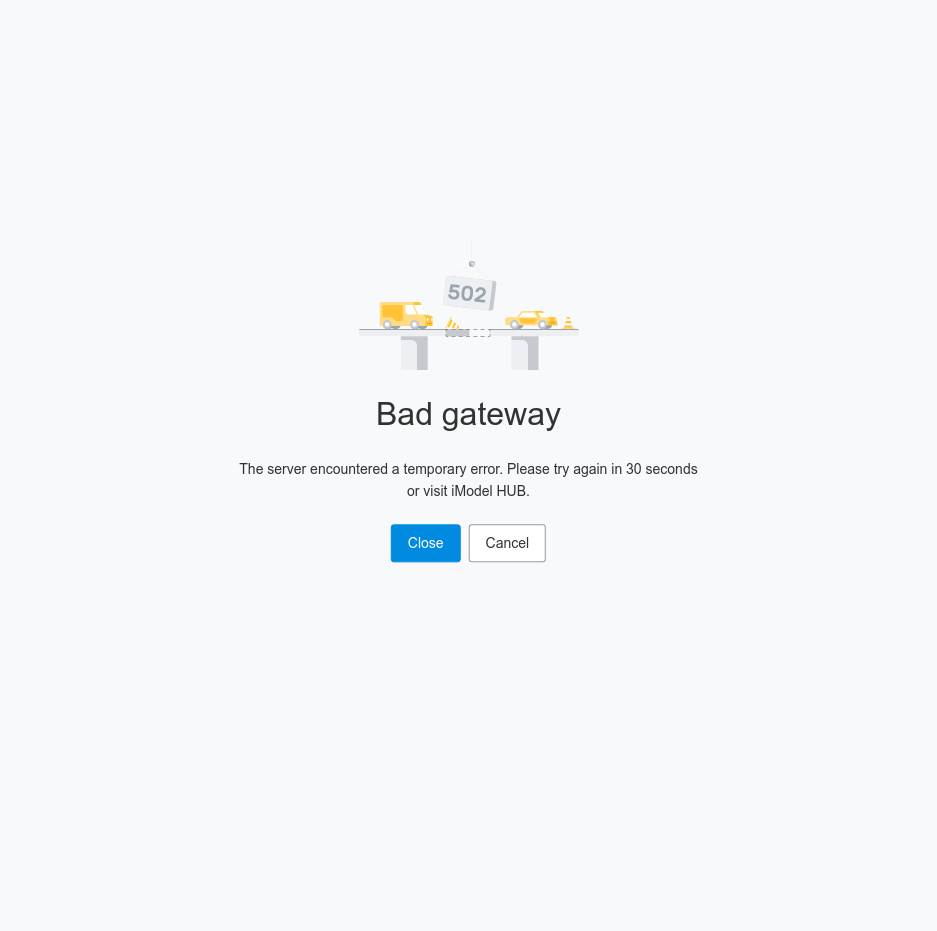 502
Bad gateway
The server encountered a temporary error. Please try again in 30 seconds
or visit iModel HUB.
Close
Cancel